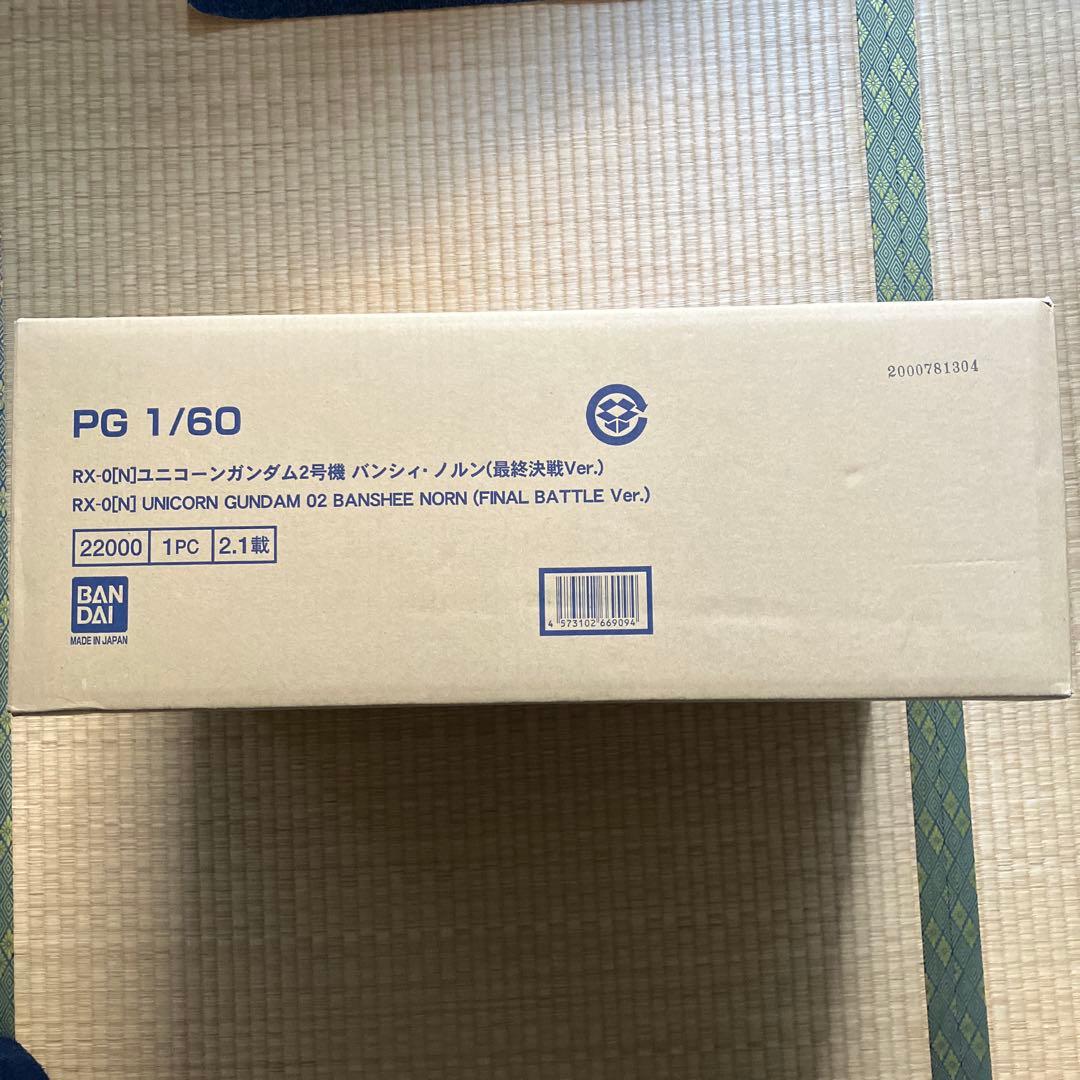 2000781304
PG 1/60
RX-0[N]ユニコーンガンダム2号機 バンシィ・ノルン(最終決戦Ver.)
RX-0[N] UNICORN GUNDAM 02 BANSHEE NORN (FINAL BATTLE Ver.)
22000 1PC 2.1載
BAN
DAI
MADE IN JAPAN
4 573102 669094